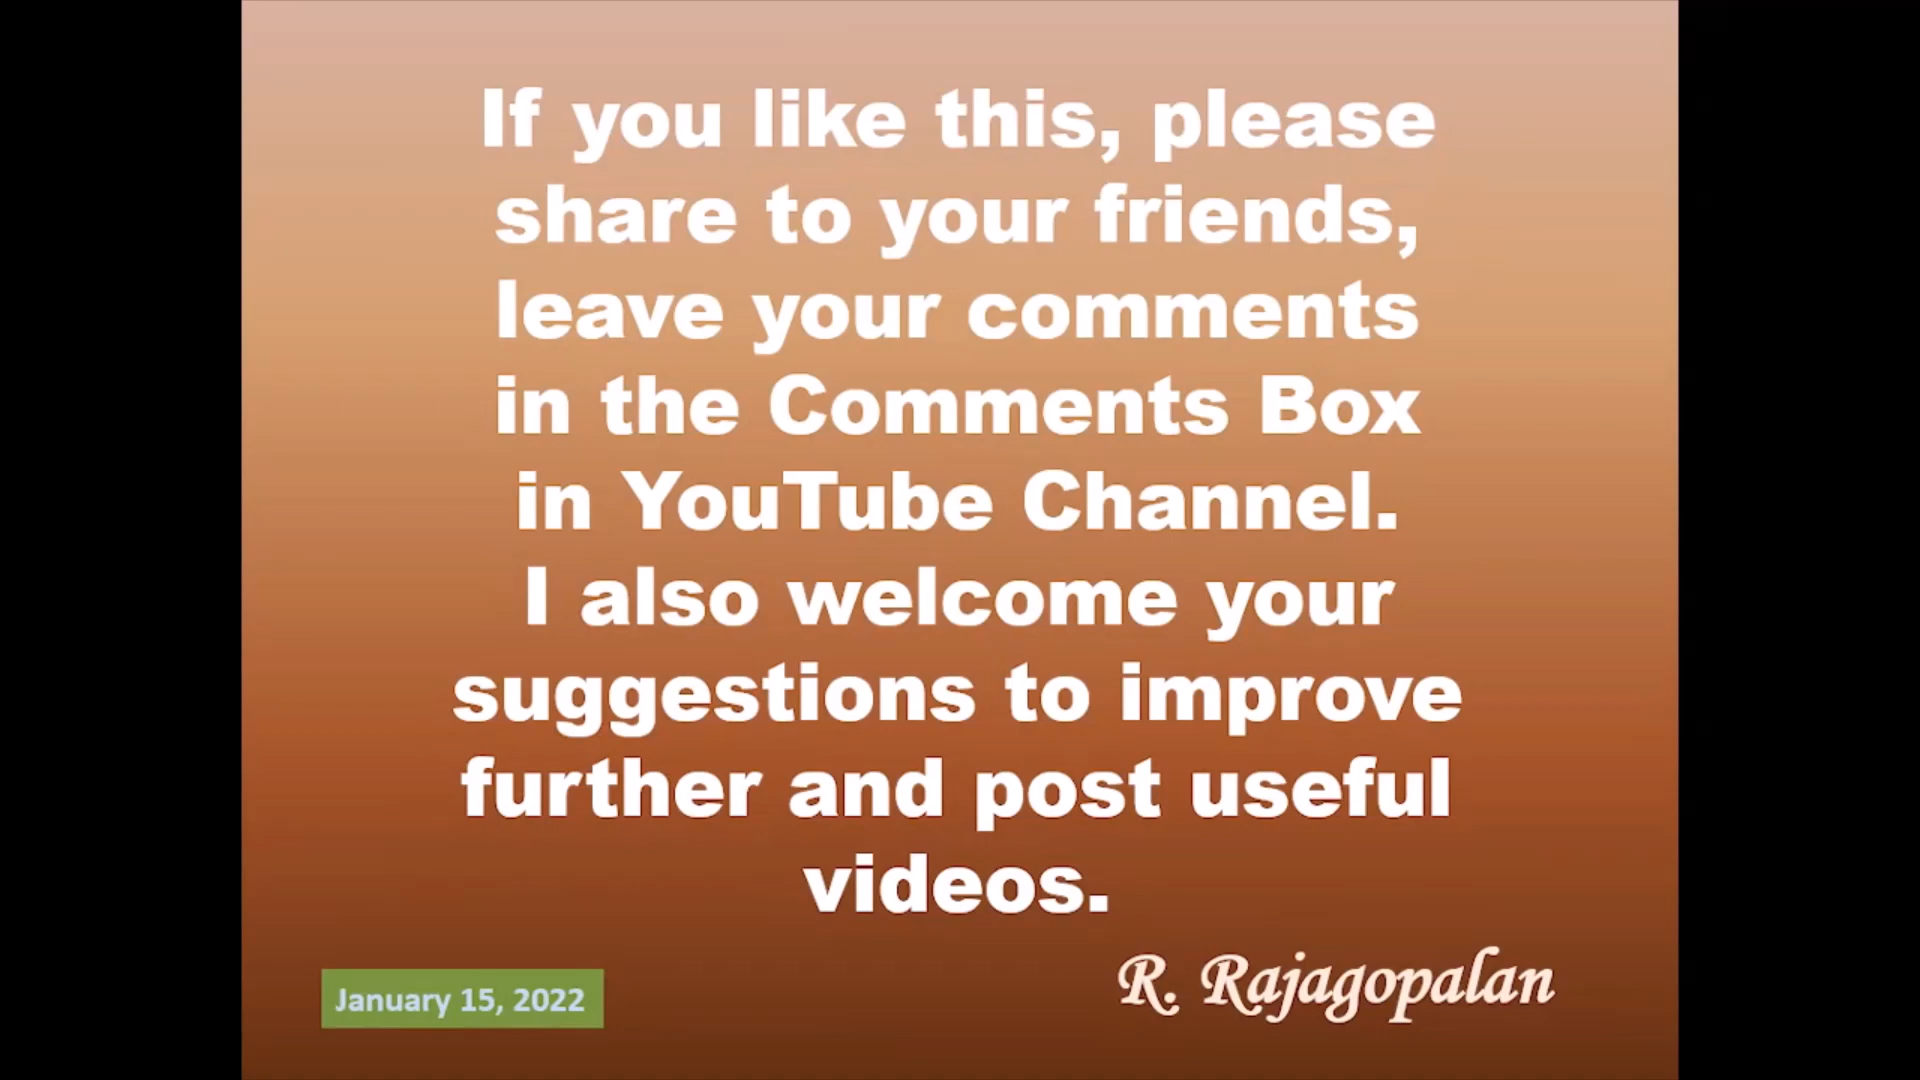 If you like this, please
share to your friends,
leave your comments
in the Comments Box
in YouTube Channel.
I also welcome your
suggestions to improve
further and post useful
videos.
R. Rajagopalan
January 15, 2022